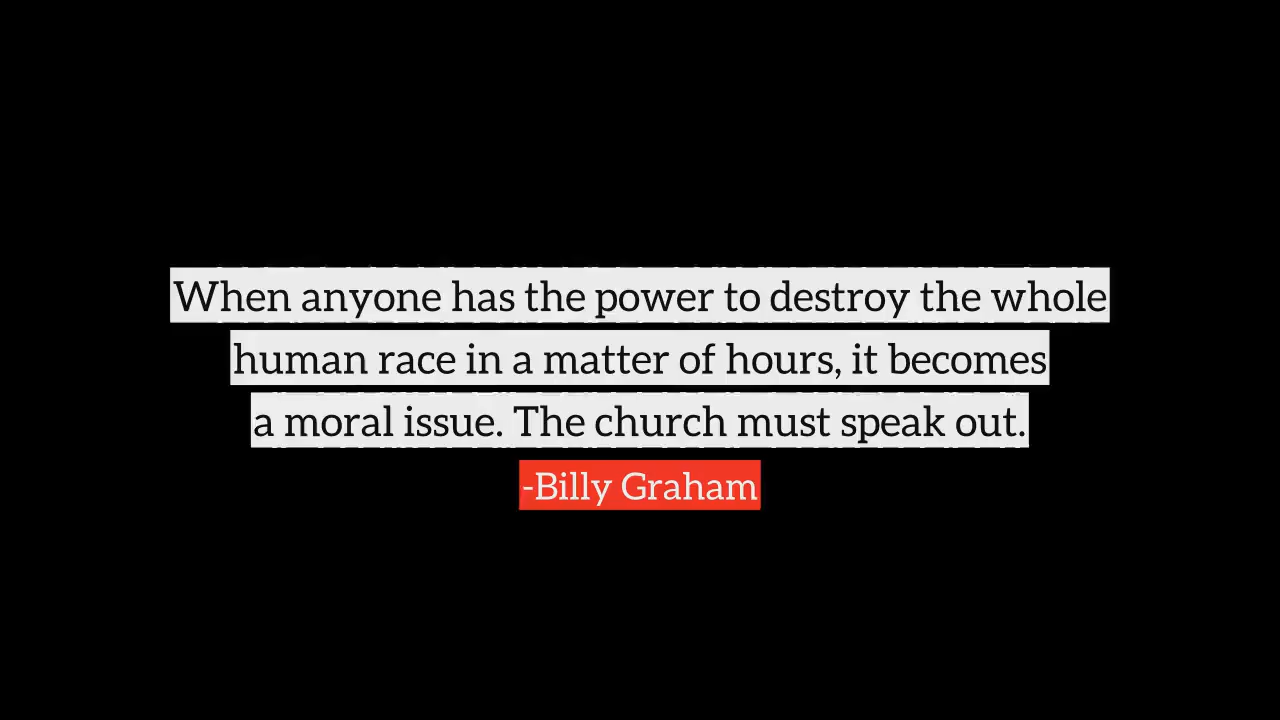 When anyone has the power to destroy the whole
human race in a matter of hours, it becomes
a moral issue. The church must speak out.
-Billy Graham